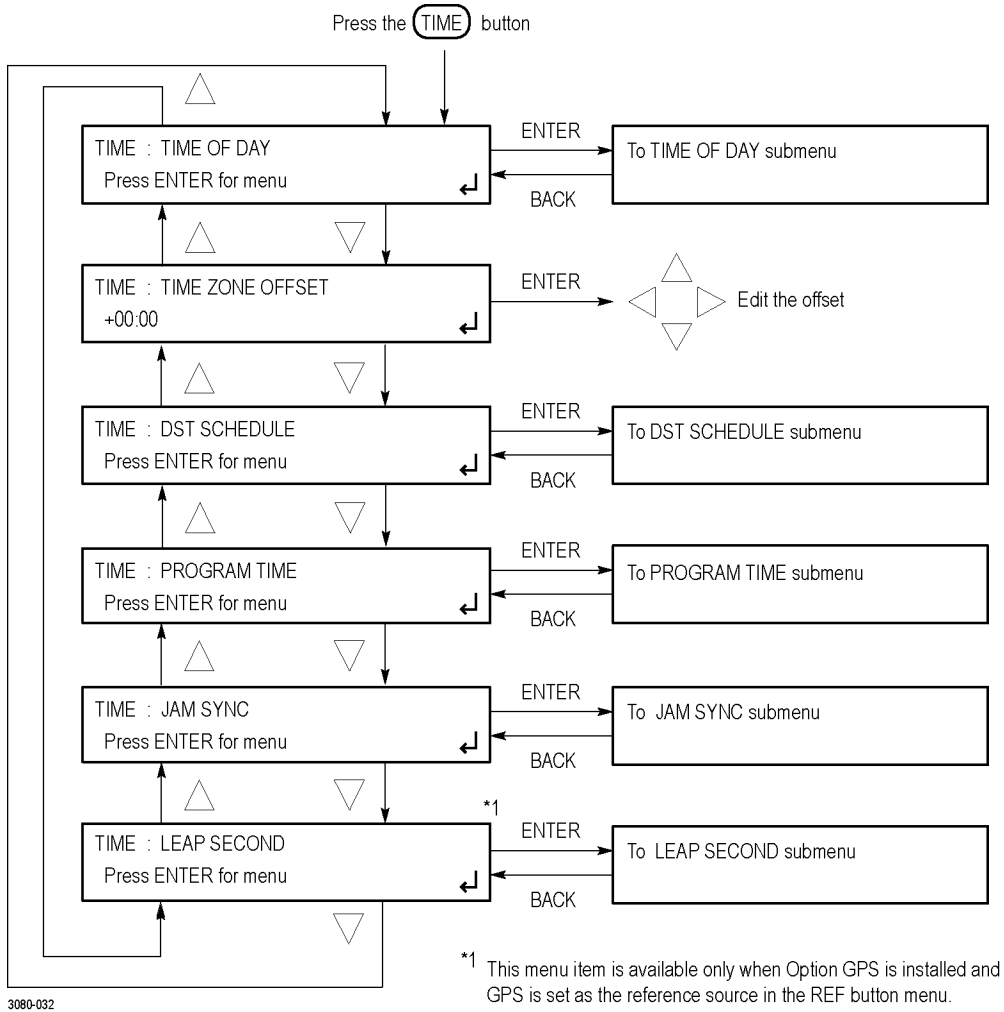 Press the TIME button
TIME : TIME OF DAY
Press ENTER for menu
ENTER
BACK
To TIME OF DAY submenu
TIME : TIME ZONE OFFSET
+00:00
ENTER
Edit the offset
TIME : DST SCHEDULE
Press ENTER for menu
ENTER
BACK
To DST SCHEDULE submenu
TIME : PROGRAM TIME
Press ENTER for menu
ENTER
BACK
To PROGRAM TIME submenu
TIME : JAM SYNC
Press ENTER for menu
ENTER
BACK
To JAM SYNC submenu
*1
TIME : LEAP SECOND
Press ENTER for menu
ENTER
BACK
To LEAP SECOND submenu
*1 This menu item is available only when Option GPS is installed and
GPS is set as the reference source in the REF button menu.
3080-032